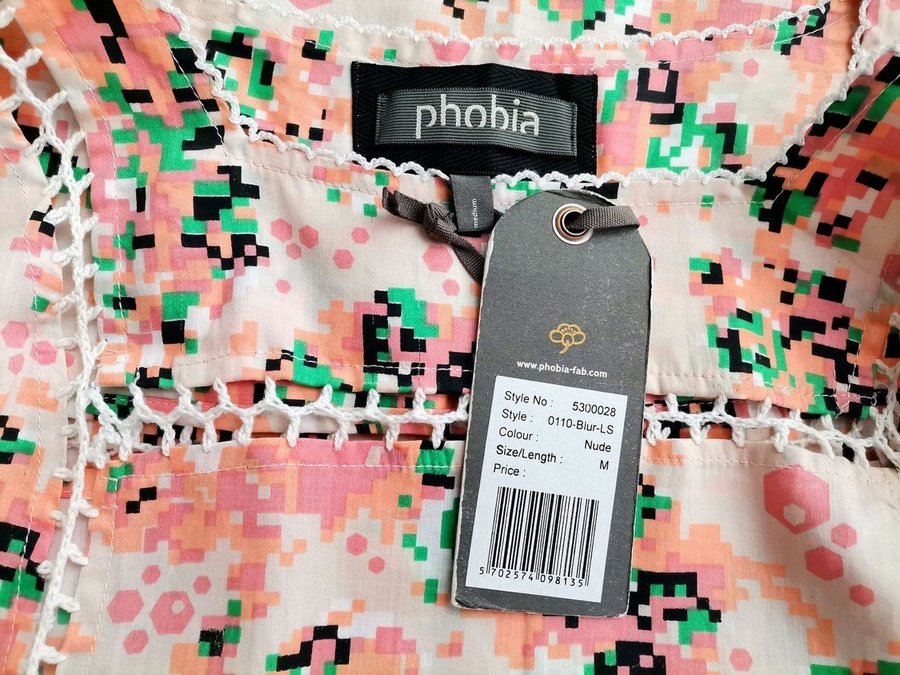 phobia
medium
www.phobia-fab.com
Style No : 5300028
Style : 0110-Biur-LS
Colour : Nude
Size/Length : M
Price :
5 702574 098135